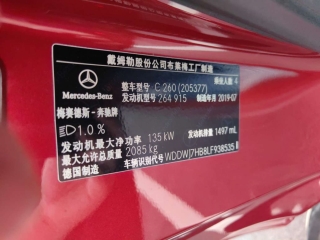 戴姆勒股份公司布莱梅工厂制造
乘坐人数 4
整车型号 C 260 (205377)
发动机型号 264 915 制造年月 2019-07
Mercedes-Benz
梅赛德斯-奔驰牌
1.0 %
发动机最大净功率 135 kW 发动机排量 1497 mL
最大允许总质量 2085 kg
德国制造 车辆识别代号 WDDWJ7HB8LF938535